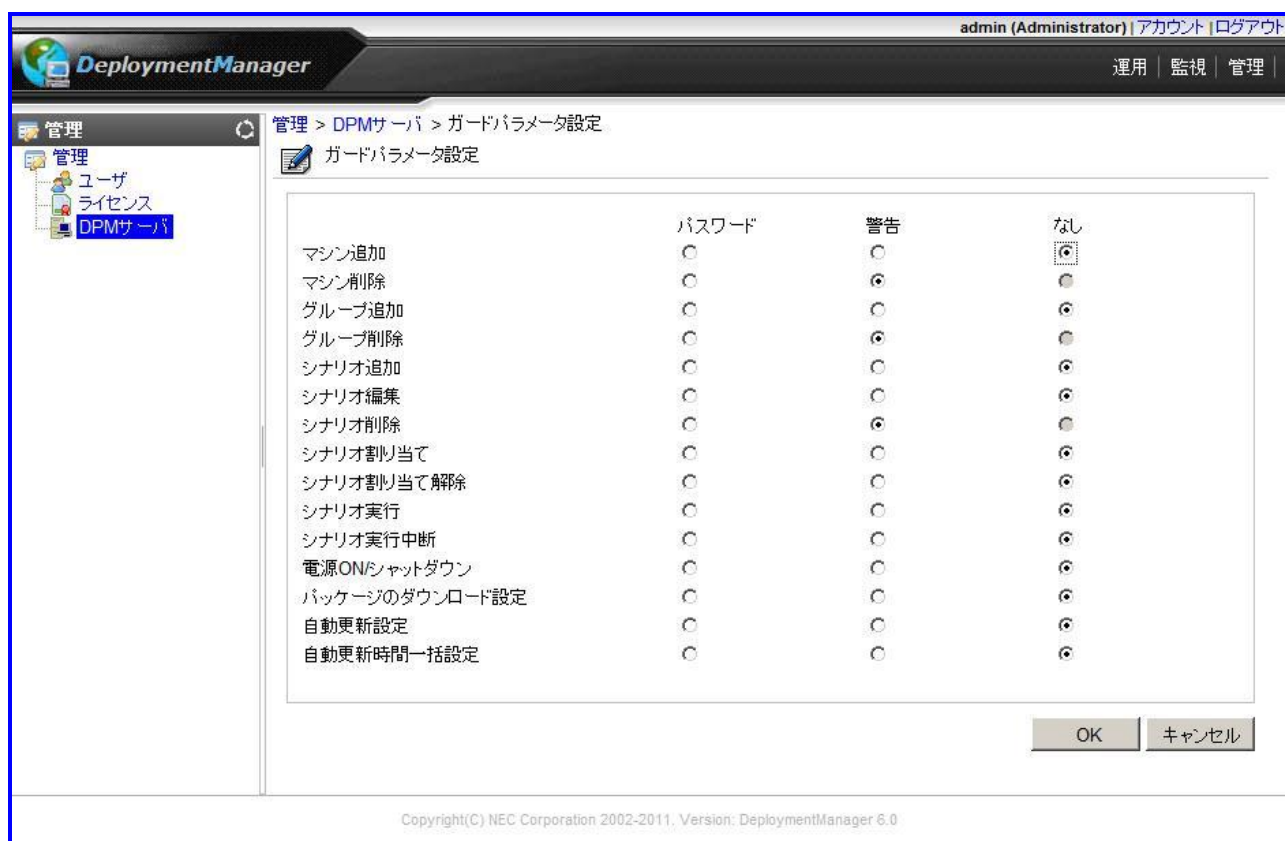 admin (Administrator) | アカウント | ログアウト
DeploymentManager
運用 | 監視 | 管理 |
管理
管理
ユーザ
ライセンス
DPMサーバ
管理 > DPMサーバ > ガードパラメータ設定
ガードパラメータ設定
パスワード 警告 なし
マシン追加
マシン削除
グループ追加
グループ削除
シナリオ追加
シナリオ編集
シナリオ削除
シナリオ割り当て
シナリオ割り当て解除
シナリオ実行
シナリオ実行中断
電源ON/シャットダウン
パッケージのダウンロード設定
自動更新設定
自動更新時間一括設定
OK キャンセル
Copyright(C) NEC Corporation 2002-2011. Version: DeploymentManager 6.0